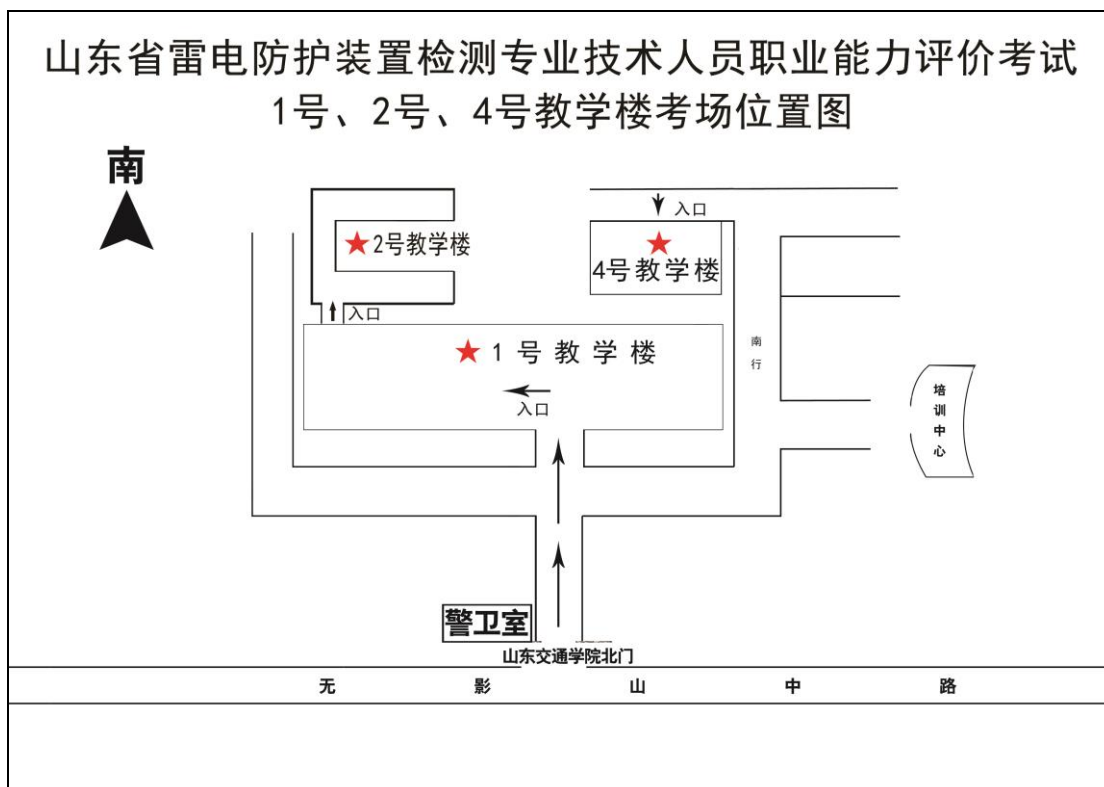 山东省雷电防护装置检测专业技术人员职业能力评价考试
1号、2号、4号教学楼考场位置图
南
入口
2号教学楼
4号教学楼
入口
1号教学楼
南行
入口
培训中心
警卫室
山东交通学院北门
无影山中路